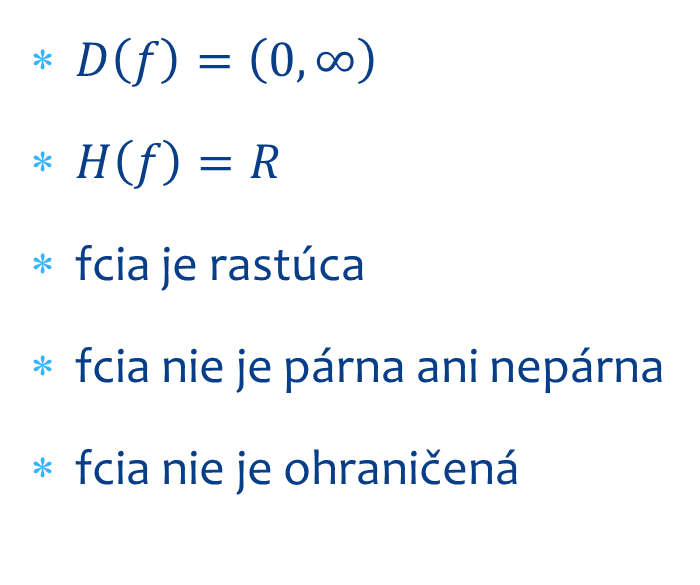 * D(f) = (0, ∞)
* H(f) = R
* fcia je rastúca
* fcia nie je párna ani nepárna
* fcia nie je ohraničená